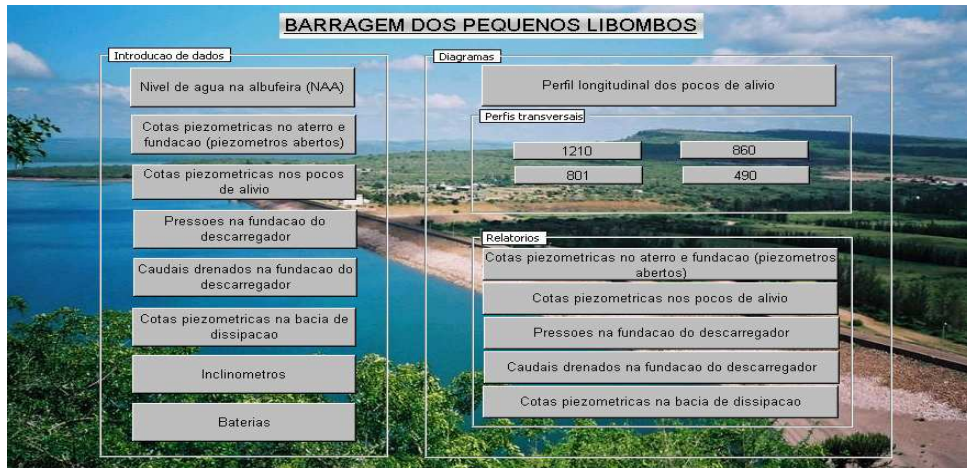 BARRAGEM DOS PEQUENOS LIBOMBOS
Introducao de dados
Nivel de agua na albufeira (NAA)
Cotas piezometricas no aterro e
fundacao (piezometros abertos)
Cotas piezometricas nos pocos
de alivio
Pressoes na fundacao do
descarregador
Caudais drenados na fundacao do
descarregador
Cotas piezometricas na bacia de
dissipacao
Inclinometros
Baterias
Diagramas
Perfil longitudinal dos pocos de alivio
Perfis transversais
1210
860
801
490
Relatorios
Cotas piezometricas no aterro e fundacao (piezometros
abertos)
Cotas piezometricas nos pocos de alivio
Pressoes na fundacao do descarregador
Caudais drenados na fundacao do descarregador
Cotas piezometricas na bacia de dissipacao